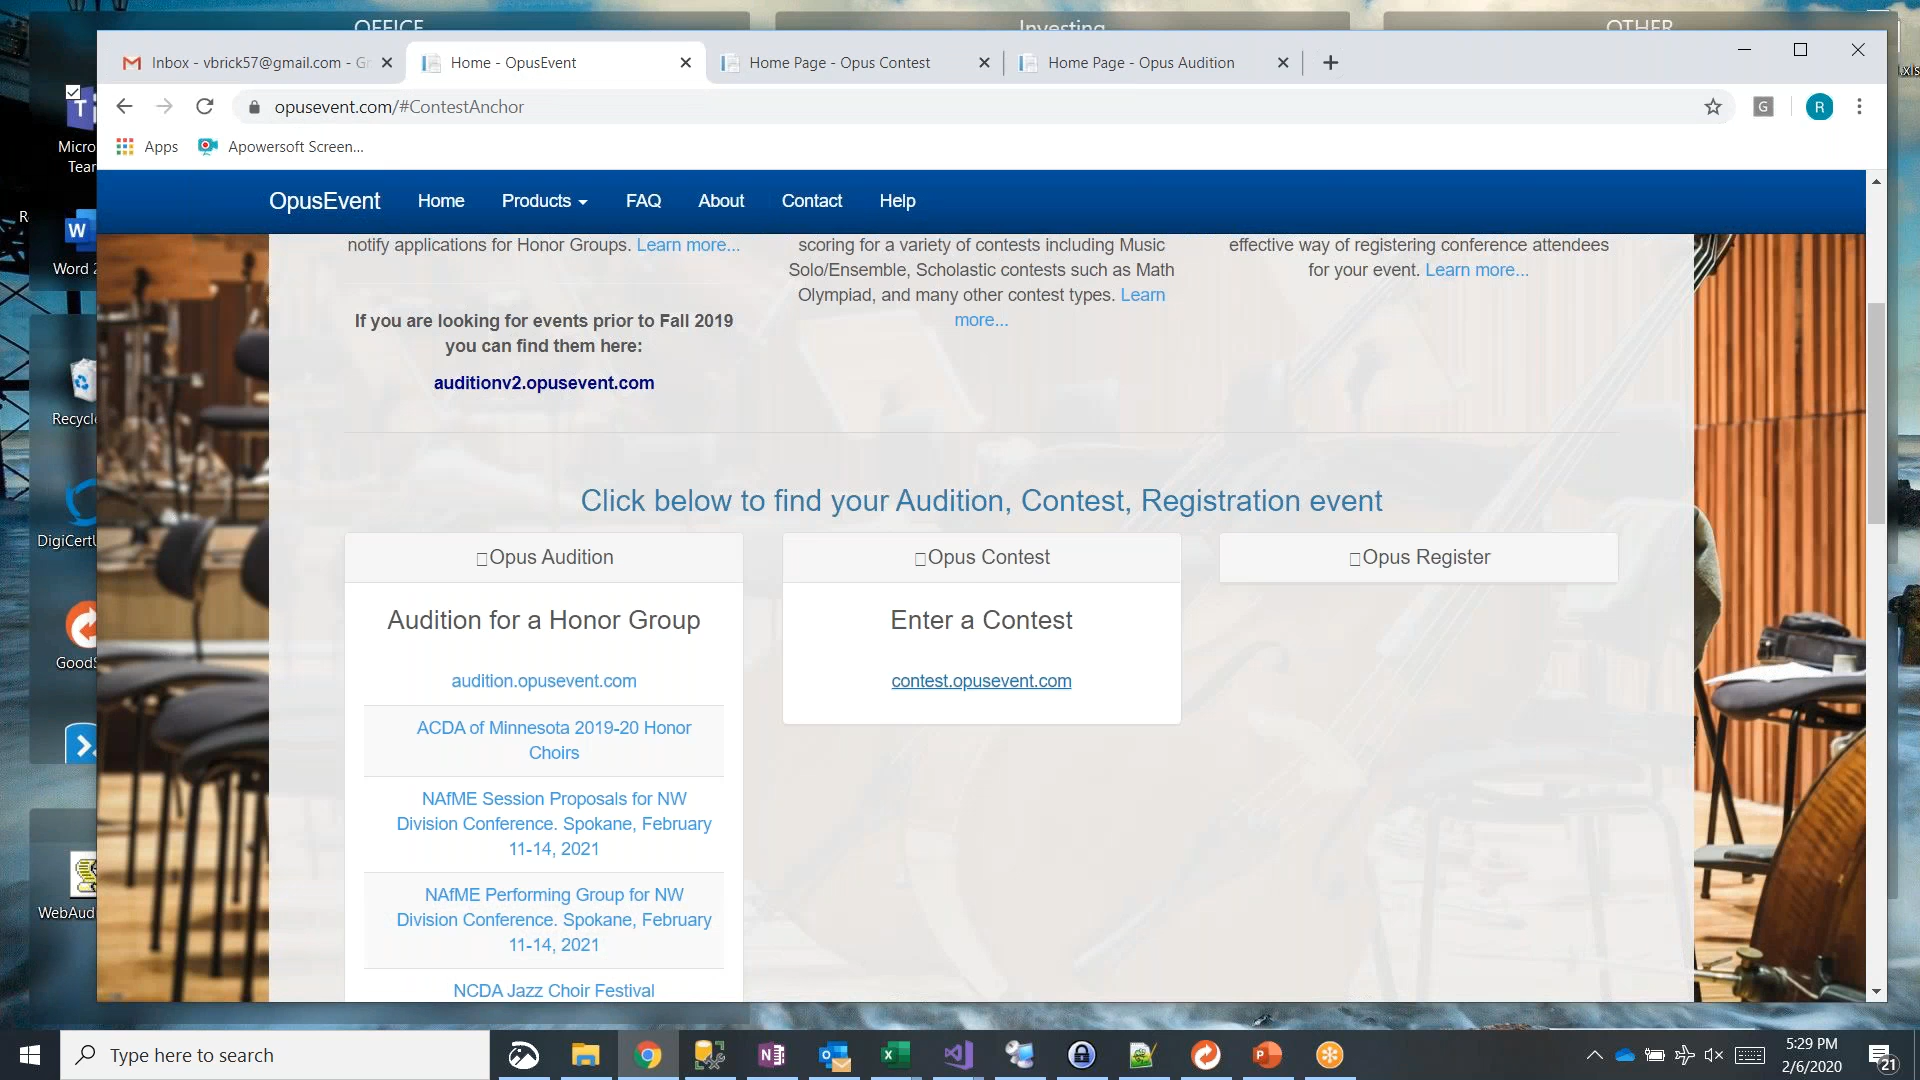 OFFICE
Investing
OTHER
Inbox - vbrick57@gmail.com - G
Home - OpusEvent
Home Page - Opus Contest
Home Page - Opus Audition
opusevent.com/#ContestAnchor
G
R
Apps
Apowersoft Screen...
OpusEvent
Home
Products
FAQ
About
Contact
Help
notify applications for Honor Groups. Learn more...
If you are looking for events prior to Fall 2019
you can find them here:
auditionv2.opusevent.com
scoring for a variety of contests including Music
Solo/Ensemble, Scholastic contests such as Math
Olympiad, and many other contest types. Learn
more...
effective way of registering conference attendees
for your event. Learn more...
Click below to find your Audition, Contest, Registration event
Opus Audition
Audition for a Honor Group
audition.opusevent.com
ACDA of Minnesota 2019-20 Honor
Choirs
NAfME Session Proposals for NW
Division Conference. Spokane, February
11-14, 2021
NAfME Performing Group for NW
Division Conference. Spokane, February
11-14, 2021
NCDA Jazz Choir Festival
Opus Contest
Enter a Contest
contest.opusevent.com
Opus Register
Micro
Tea
R
Word 2
Recycl
DigiCertU
GoodS
WebAud
.xls
Type here to search
5:29 PM
2/6/2020
21